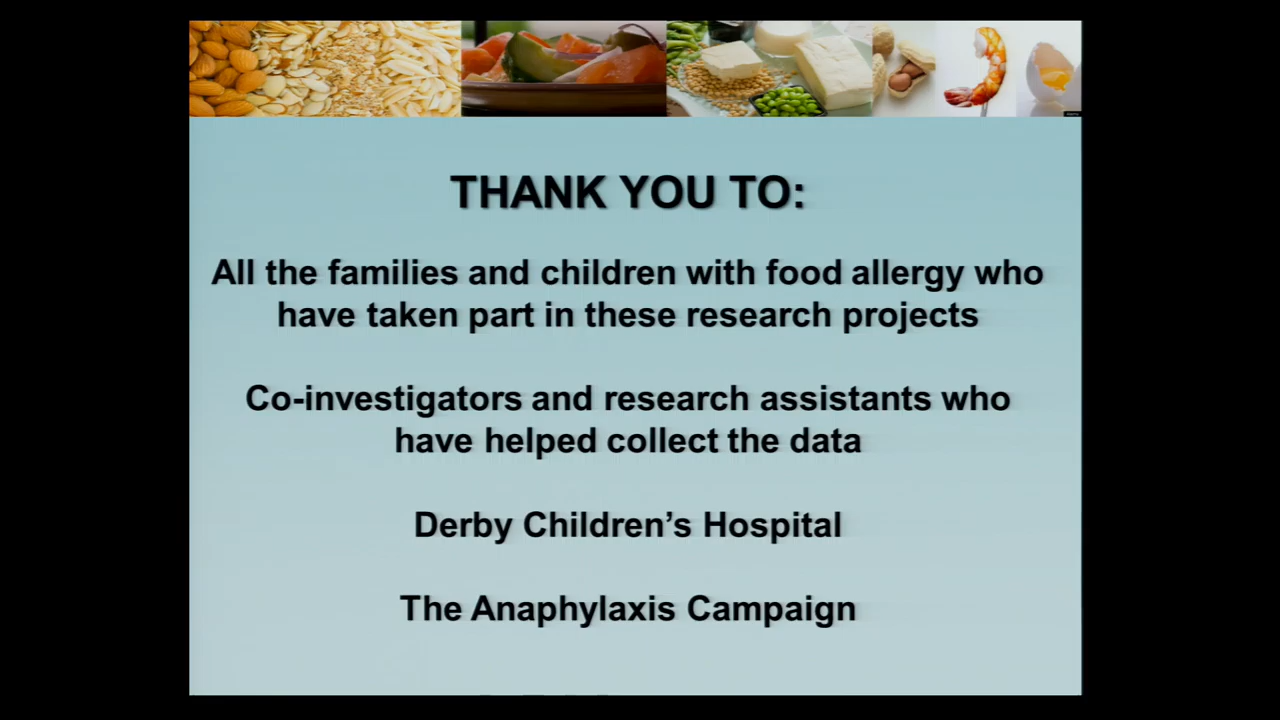 THANK YOU TO:
All the families and children with food allergy who
have taken part in these research projects
Co-investigators and research assistants who
have helped collect the data
Derby Children’s Hospital
The Anaphylaxis Campaign